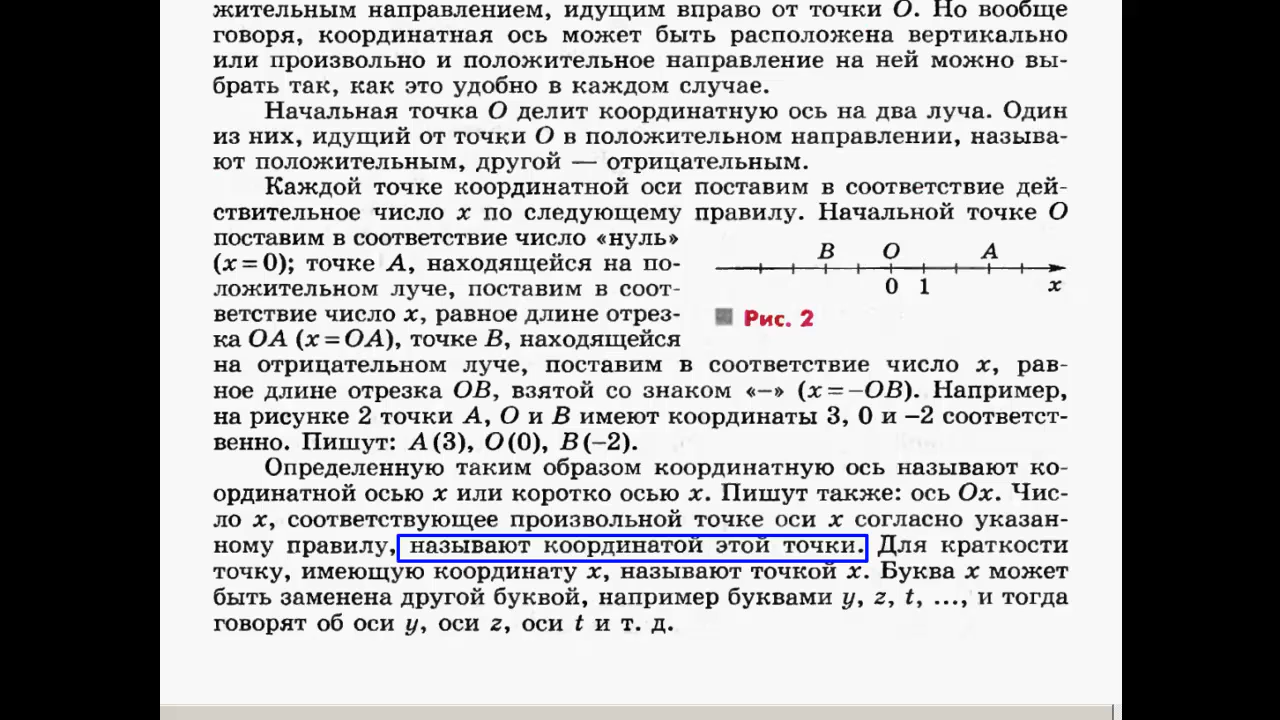 жительным направлением, идущим вправо от точки O. Но вообще
говоря, координатная ось может быть расположена вертикально
или произвольно и положительное направление на ней можно вы-
брать так, как это удобно в каждом случае.
Начальная точка O делит координатную ось на два луча. Один
из них, идущий от точки O в положительном направлении, называ-
ют положительным, другой — отрицательным.
Каждой точке координатной оси поставим в соответствие дей-
ствительное число x по следующему правилу. Начальной точке O
поставим в соответствие число «нуль»
(x=0); точке A, находящейся на по-
ложительном луче, поставим в соот-
ветствие число x, равное длине отрез-
ка OA (x=OA), точке B, находящейся
B O A
0 1 x
Рис. 2
на отрицательном луче, поставим в соответствие число x, рав-
ное длине отрезка OB, взятой со знаком «−» (x=−OB). Например,
на рисунке 2 точки A, O и B имеют координаты 3, 0 и −2 соответст-
венно. Пишут: A(3), O(0), B(−2).
Определенную таким образом координатную ось называют ко-
ординатной осью x или коротко осью x. Пишут также: ось Ox. Чис-
ло x, соответствующее произвольной точке оси x согласно указан-
ному правилу, называют координатой этой точки. Для краткости
точку, имеющую координату x, называют точкой x. Буква x может
быть заменена другой буквой, например буквами y, z, t, ..., и тогда
говорят об оси y, оси z, оси t и т. д.